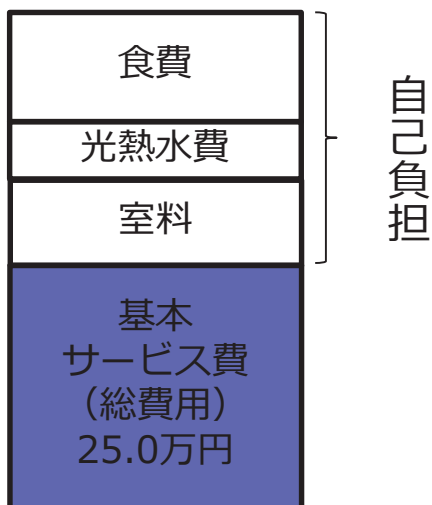 食費
光熱水費
室料
基本
サービス費
（総費用）
25.0万円
自己負担